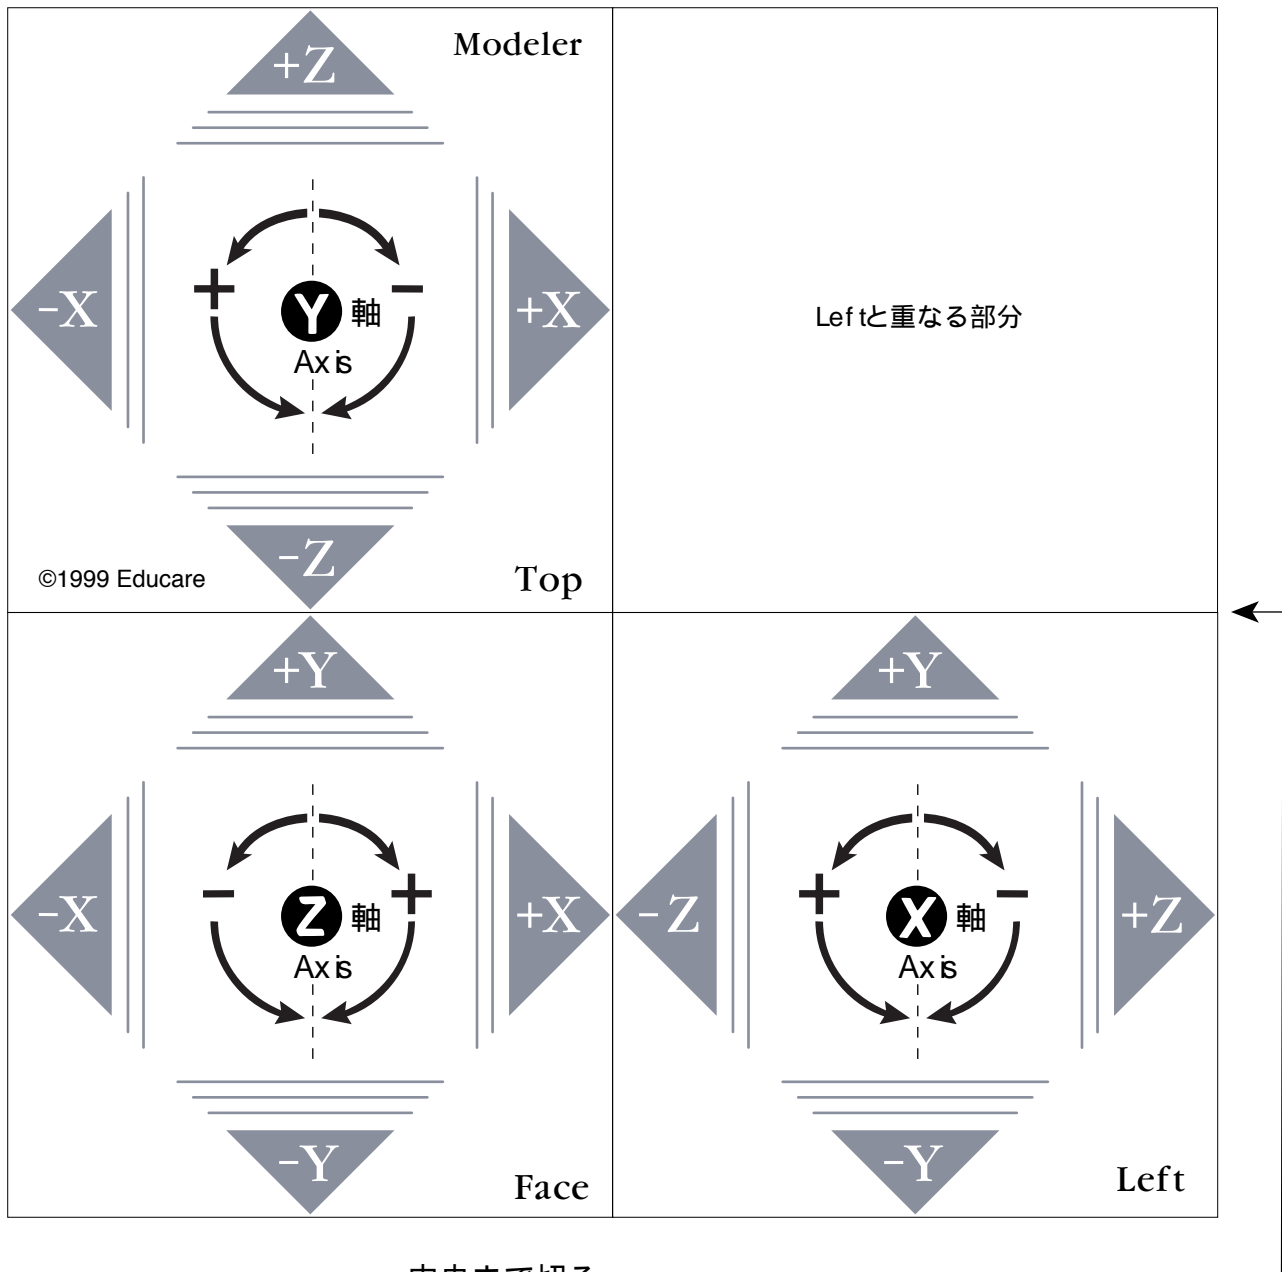 Modeler
+Z
-X
+
Y 軸
-
+X
Axis
-Z
©1999 Educare
Top
Leftと重なる部分
+Y
-X
-
Z 軸
+
+X
Axis
-Y
Face
+Y
-Z
+
X 軸
-
+Z
Axis
-Y
Left